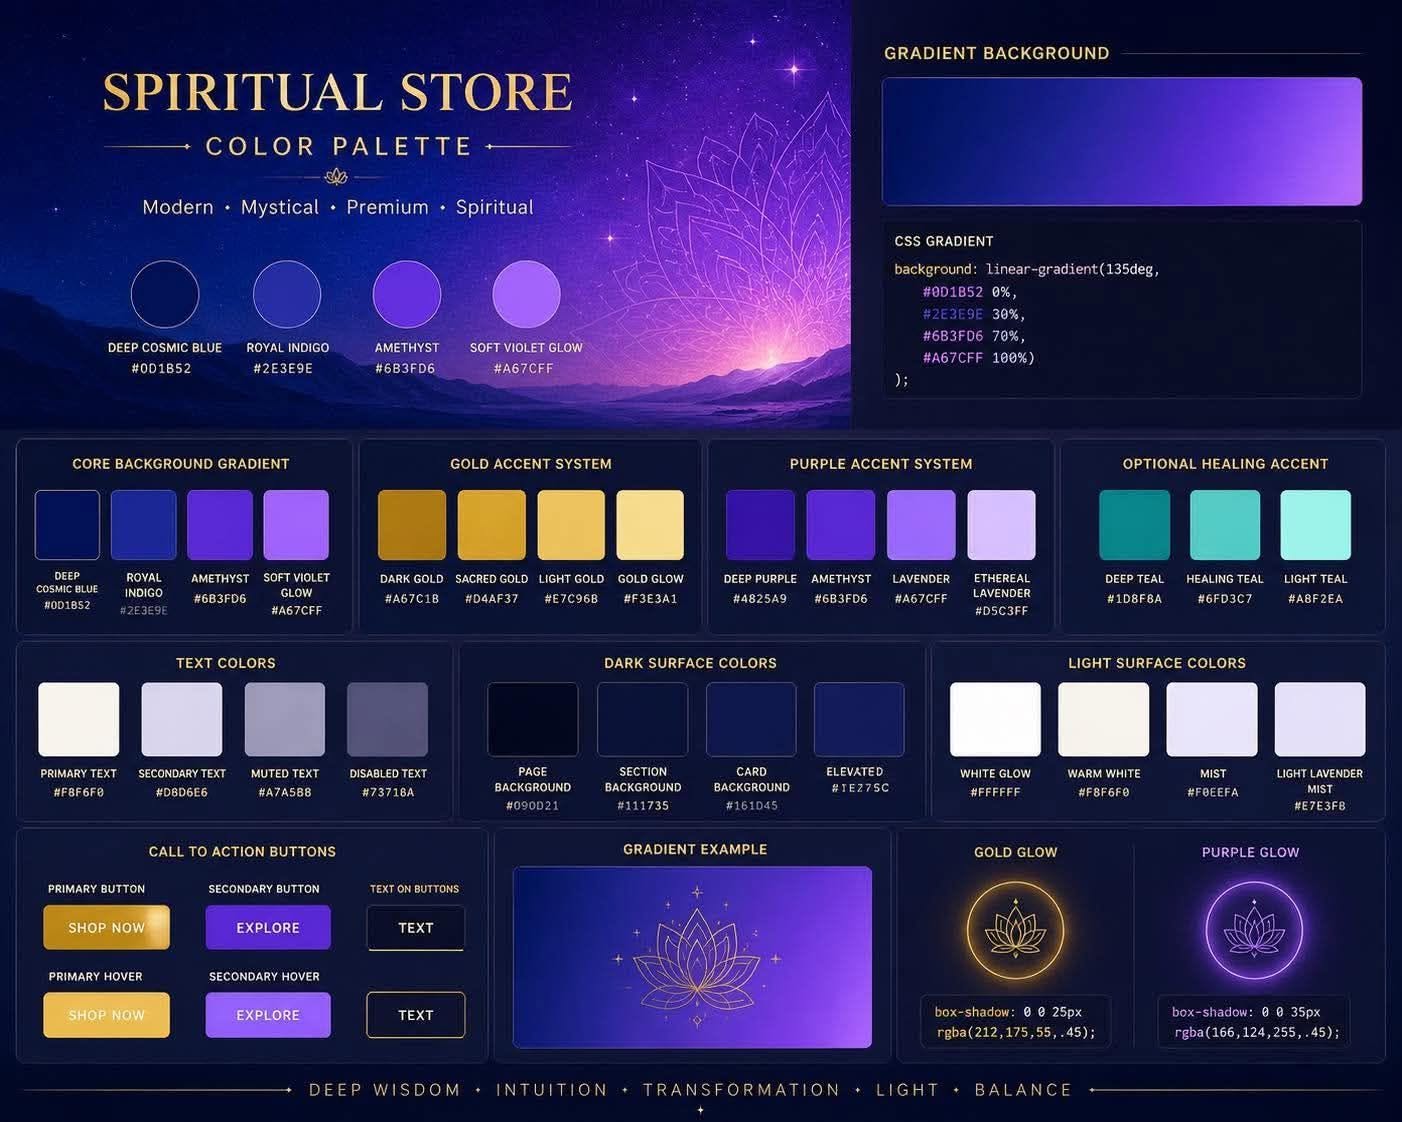 SPIRITUAL STORE
COLOR PALETTE
Modern • Mystical • Premium • Spiritual
DEEP COSMIC BLUE
#0D1B52
ROYAL INDIGO
#2E3E9E
AMETHYST
#6B3FD6
SOFT VIOLET GLOW
#A67CFF
GRADIENT BACKGROUND
CSS GRADIENT
background: linear-gradient(135deg,
#0D1B52 0%,
#2E3E9E 30%,
#6B3FD6 70%,
#A67CFF 100%)
);
CORE BACKGROUND GRADIENT
DEEP
COSMIC BLUE
#0D1B52
ROYAL
INDIGO
#2E3E9E
AMETHYST
#6B3FD6
SOFT VIOLET
GLOW
#A67CFF
GOLD ACCENT SYSTEM
DARK GOLD
#A67C1B
SACRED GOLD
#D4AF37
LIGHT GOLD
#E7C96B
GOLD GLOW
#F3E3A1
PURPLE ACCENT SYSTEM
DEEP PURPLE
#4825A9
AMETHYST
#6B3FD6
LAVENDER
#A67CFF
ETHEREAL
LAVENDER
#D5C3FF
OPTIONAL HEALING ACCENT
DEEP TEAL
#1D8F8A
HEALING TEAL
#6FD3C7
LIGHT TEAL
#A8F2EA
TEXT COLORS
PRIMARY TEXT
#F8F6F0
SECONDARY TEXT
#D8D6E6
MUTED TEXT
#A7A5B8
DISABLED TEXT
#73718A
DARK SURFACE COLORS
PAGE
BACKGROUND
#090D21
SECTION
BACKGROUND
#111735
CARD
BACKGROUND
#161D45
ELEVATED
LIGHT SURFACE COLORS
WHITE GLOW
#FFFFFF
WARM WHITE
#F8F6F0
MIST
#F0EEFA
LIGHT LAVENDER
MIST
#E7E3F8
CALL TO ACTION BUTTONS
PRIMARY BUTTON
SHOP NOW
SECONDARY BUTTON
EXPLORE
TEXT ON BUTTONS
TEXT
PRIMARY HOVER
SHOP NOW
SECONDARY HOVER
EXPLORE
TEXT
GRADIENT EXAMPLE
GOLD GLOW
box-shadow: 0 0 25px
rgba(212,175,55,.45);
PURPLE GLOW
box-shadow: 0 0 35px
rgba(166,124,255,.45);
DEEP WISDOM • INTUITION • TRANSFORMATION • LIGHT • BALANCE